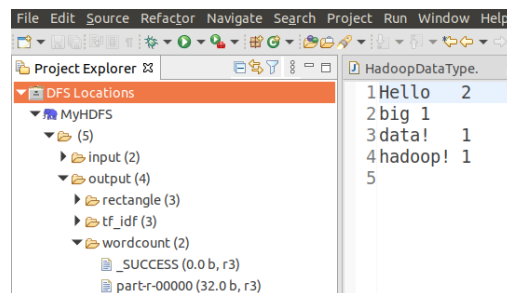 File Edit Source Refactor Navigate Search Project Run Window Help
Project Explorer
DFS Locations
MyHDFS
(5)
input (2)
output (4)
rectangle (3)
tf_idf (3)
wordcount (2)
_SUCCESS (0.0 b, r3)
part-r-00000 (32.0 b, r3)
HadoopDataType.
1 Hello 2
2 big 1
3 data! 1
4 hadoop! 1
5